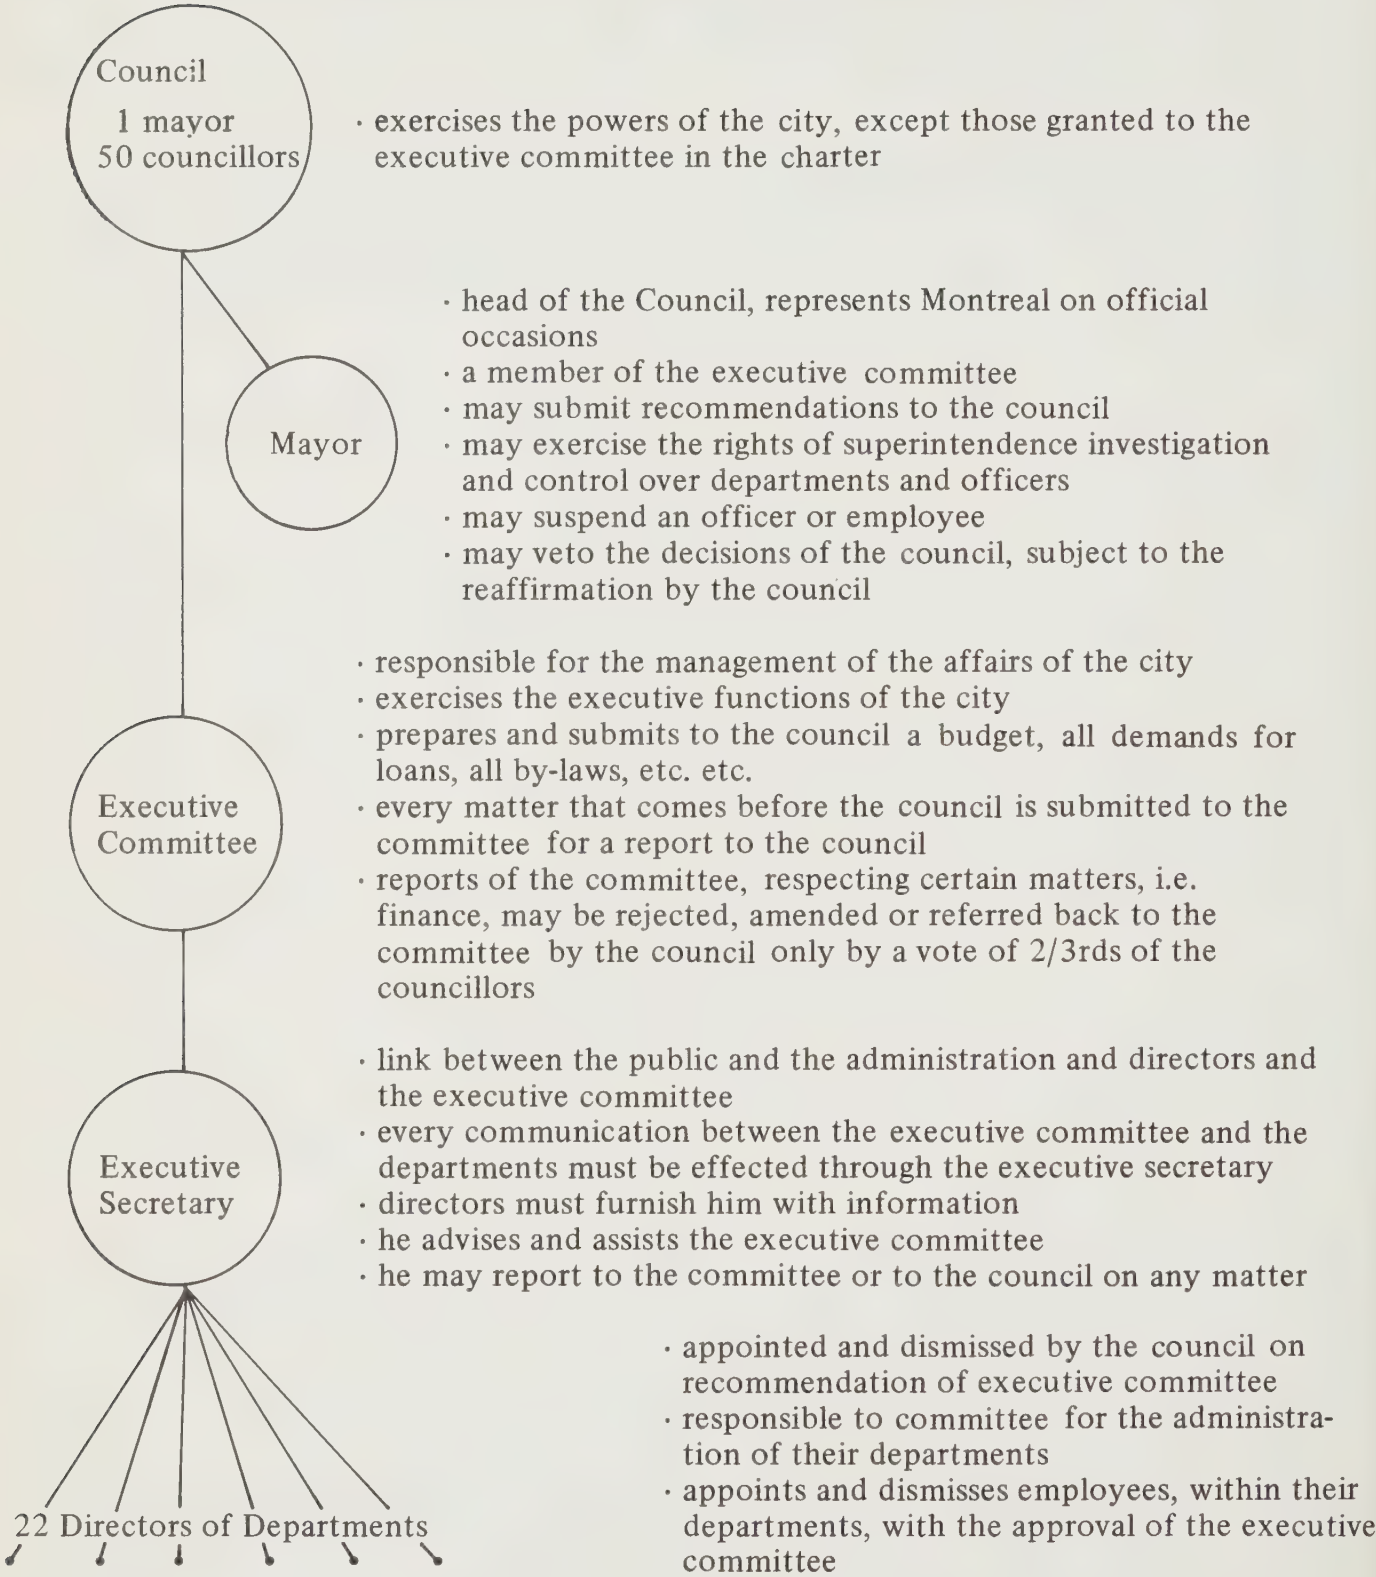 Council
1 mayor
50 councillors
· exercises the powers of the city, except those granted to the
executive committee in the charter
Mayor
· head of the Council, represents Montreal on official
occasions
· a member of the executive committee
· may submit recommendations to the council
· may exercise the rights of superintendence investigation
and control over departments and officers
· may suspend an officer or employee
· may veto the decisions of the council, subject to the
reaffirmation by the council
Executive
Committee
· responsible for the management of the affairs of the city
· exercises the executive functions of the city
· prepares and submits to the council a budget, all demands for
loans, all by-laws, etc. etc.
· every matter that comes before the council is submitted to the
committee for a report to the council
· reports of the committee, respecting certain matters, i.e.
finance, may be rejected, amended or referred back to the
committee by the council only by a vote of 2/3rds of the
councillors
Executive
Secretary
· link between the public and the administration and directors and
the executive committee
· every communication between the executive committee and the
departments must be effected through the executive secretary
· directors must furnish him with information
· he advises and assists the executive committee
· he may report to the committee or to the council on any matter
22 Directors of Departments
· appointed and dismissed by the council on
recommendation of executive committee
· responsible to committee for the administra-
tion of their departments
· appoints and dismisses employees, within their
departments, with the approval of the executive
committee